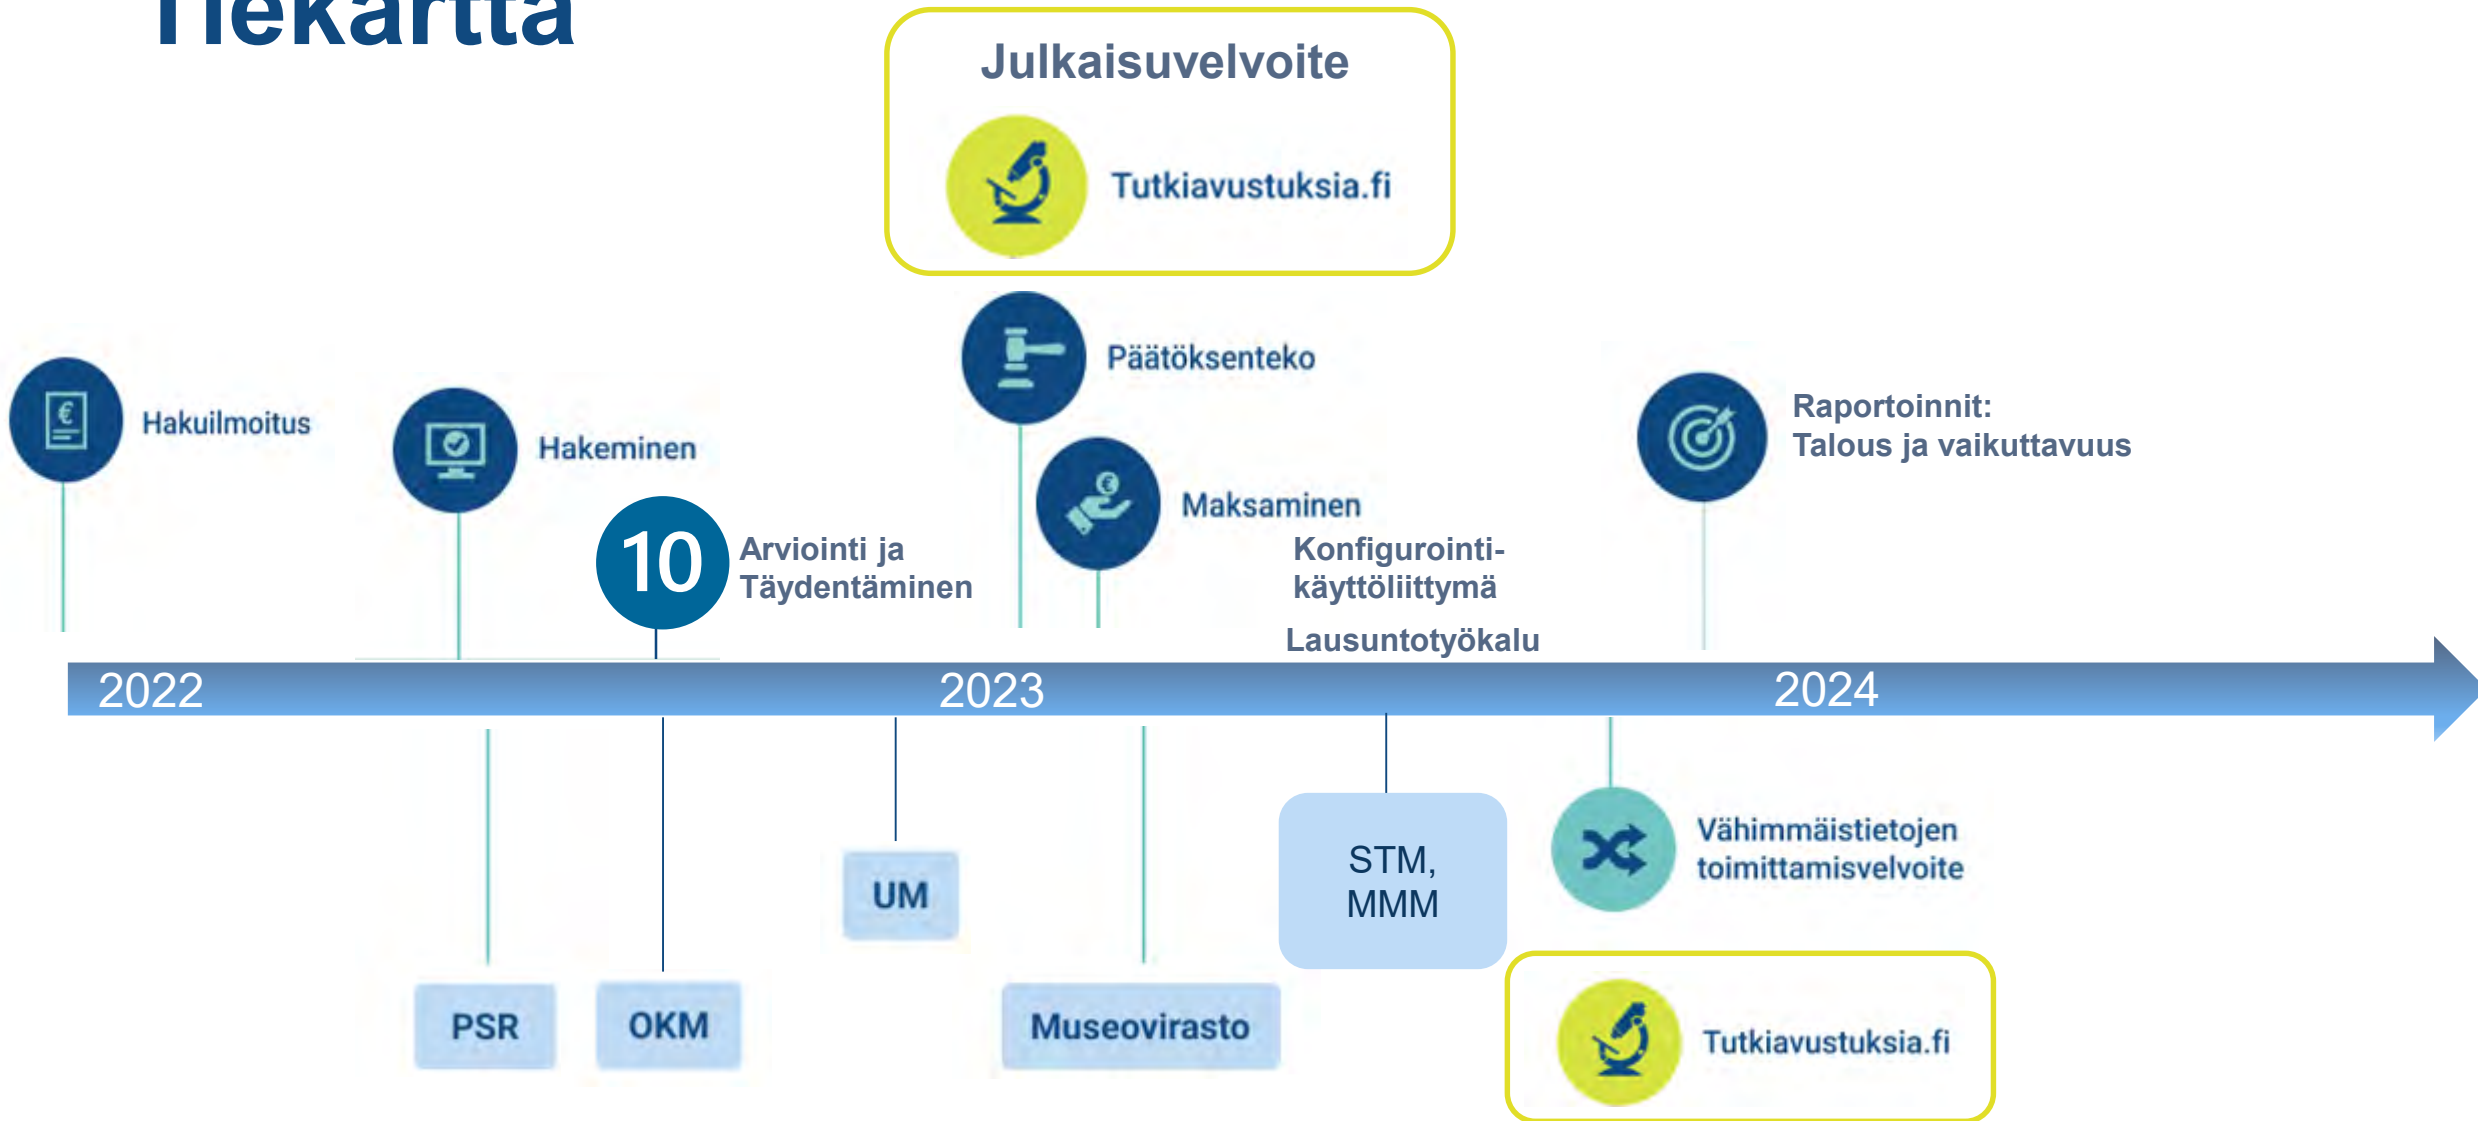 Tiekartta
Julkaisuvelvoite
Tutkiavustuksia.fi
Päätöksenteko
Hakuilmoitus
Hakeminen
Maksaminen
Raportoinnit:
Talous ja vaikuttavuus
10
Arviointi ja
Täydentäminen
Konfigurointi-
käyttöliittymä
Lausuntotyökalu
2022
2023
2024
UM
STM,
MMM
Vähimmäistietojen
toimittamisvelvoite
PSR
OKM
Museovirasto
Tutkiavustuksia.fi